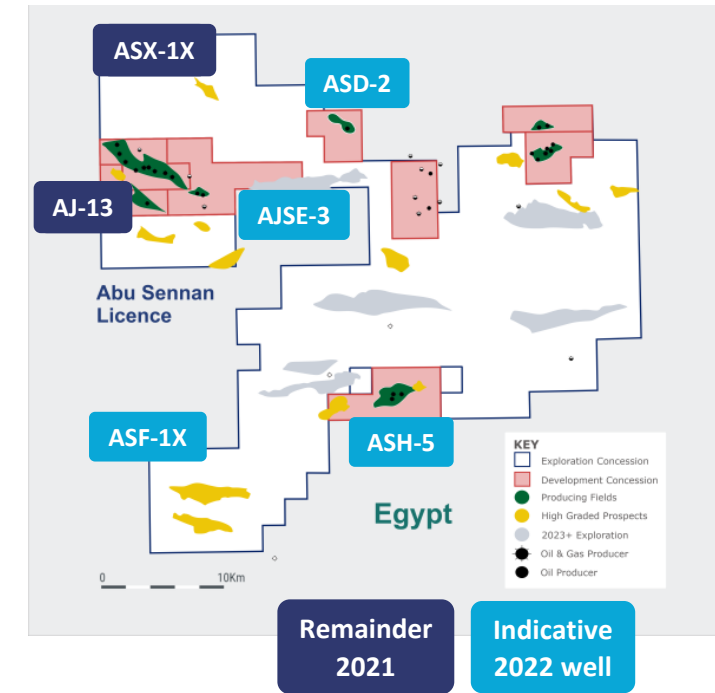 ASX-1X
ASD-2
AJ-13
AJSE-3
Abu Sennan
Licence
ASF-1X
ASH-5
Egypt
KEY
Exploration Concession
Development Concession
Producing Fields
High Graded Prospects
2023+ Exploration
Oil & Gas Producer
Oil Producer
0 10Km
Remainder
2021
Indicative
2022 well